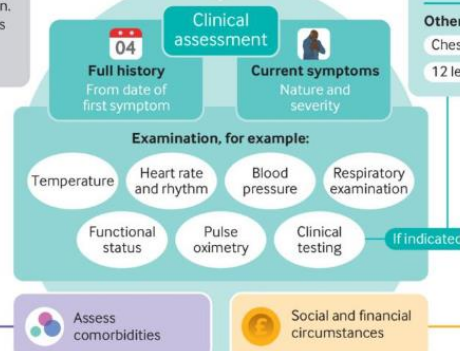 n.
s
Clinical
assessment
04
Full history
From date of
first symptom
Current symptoms
Nature and
severity
Other
Ches
12 le
Examination, for example:
Temperature
Heart rate
and rhythm
Blood
pressure
Respiratory
examination
Functional
status
Pulse
oximetry
Clinical
testing
If indicated
Assess
comorbidities
£
Social and financial
circumstances